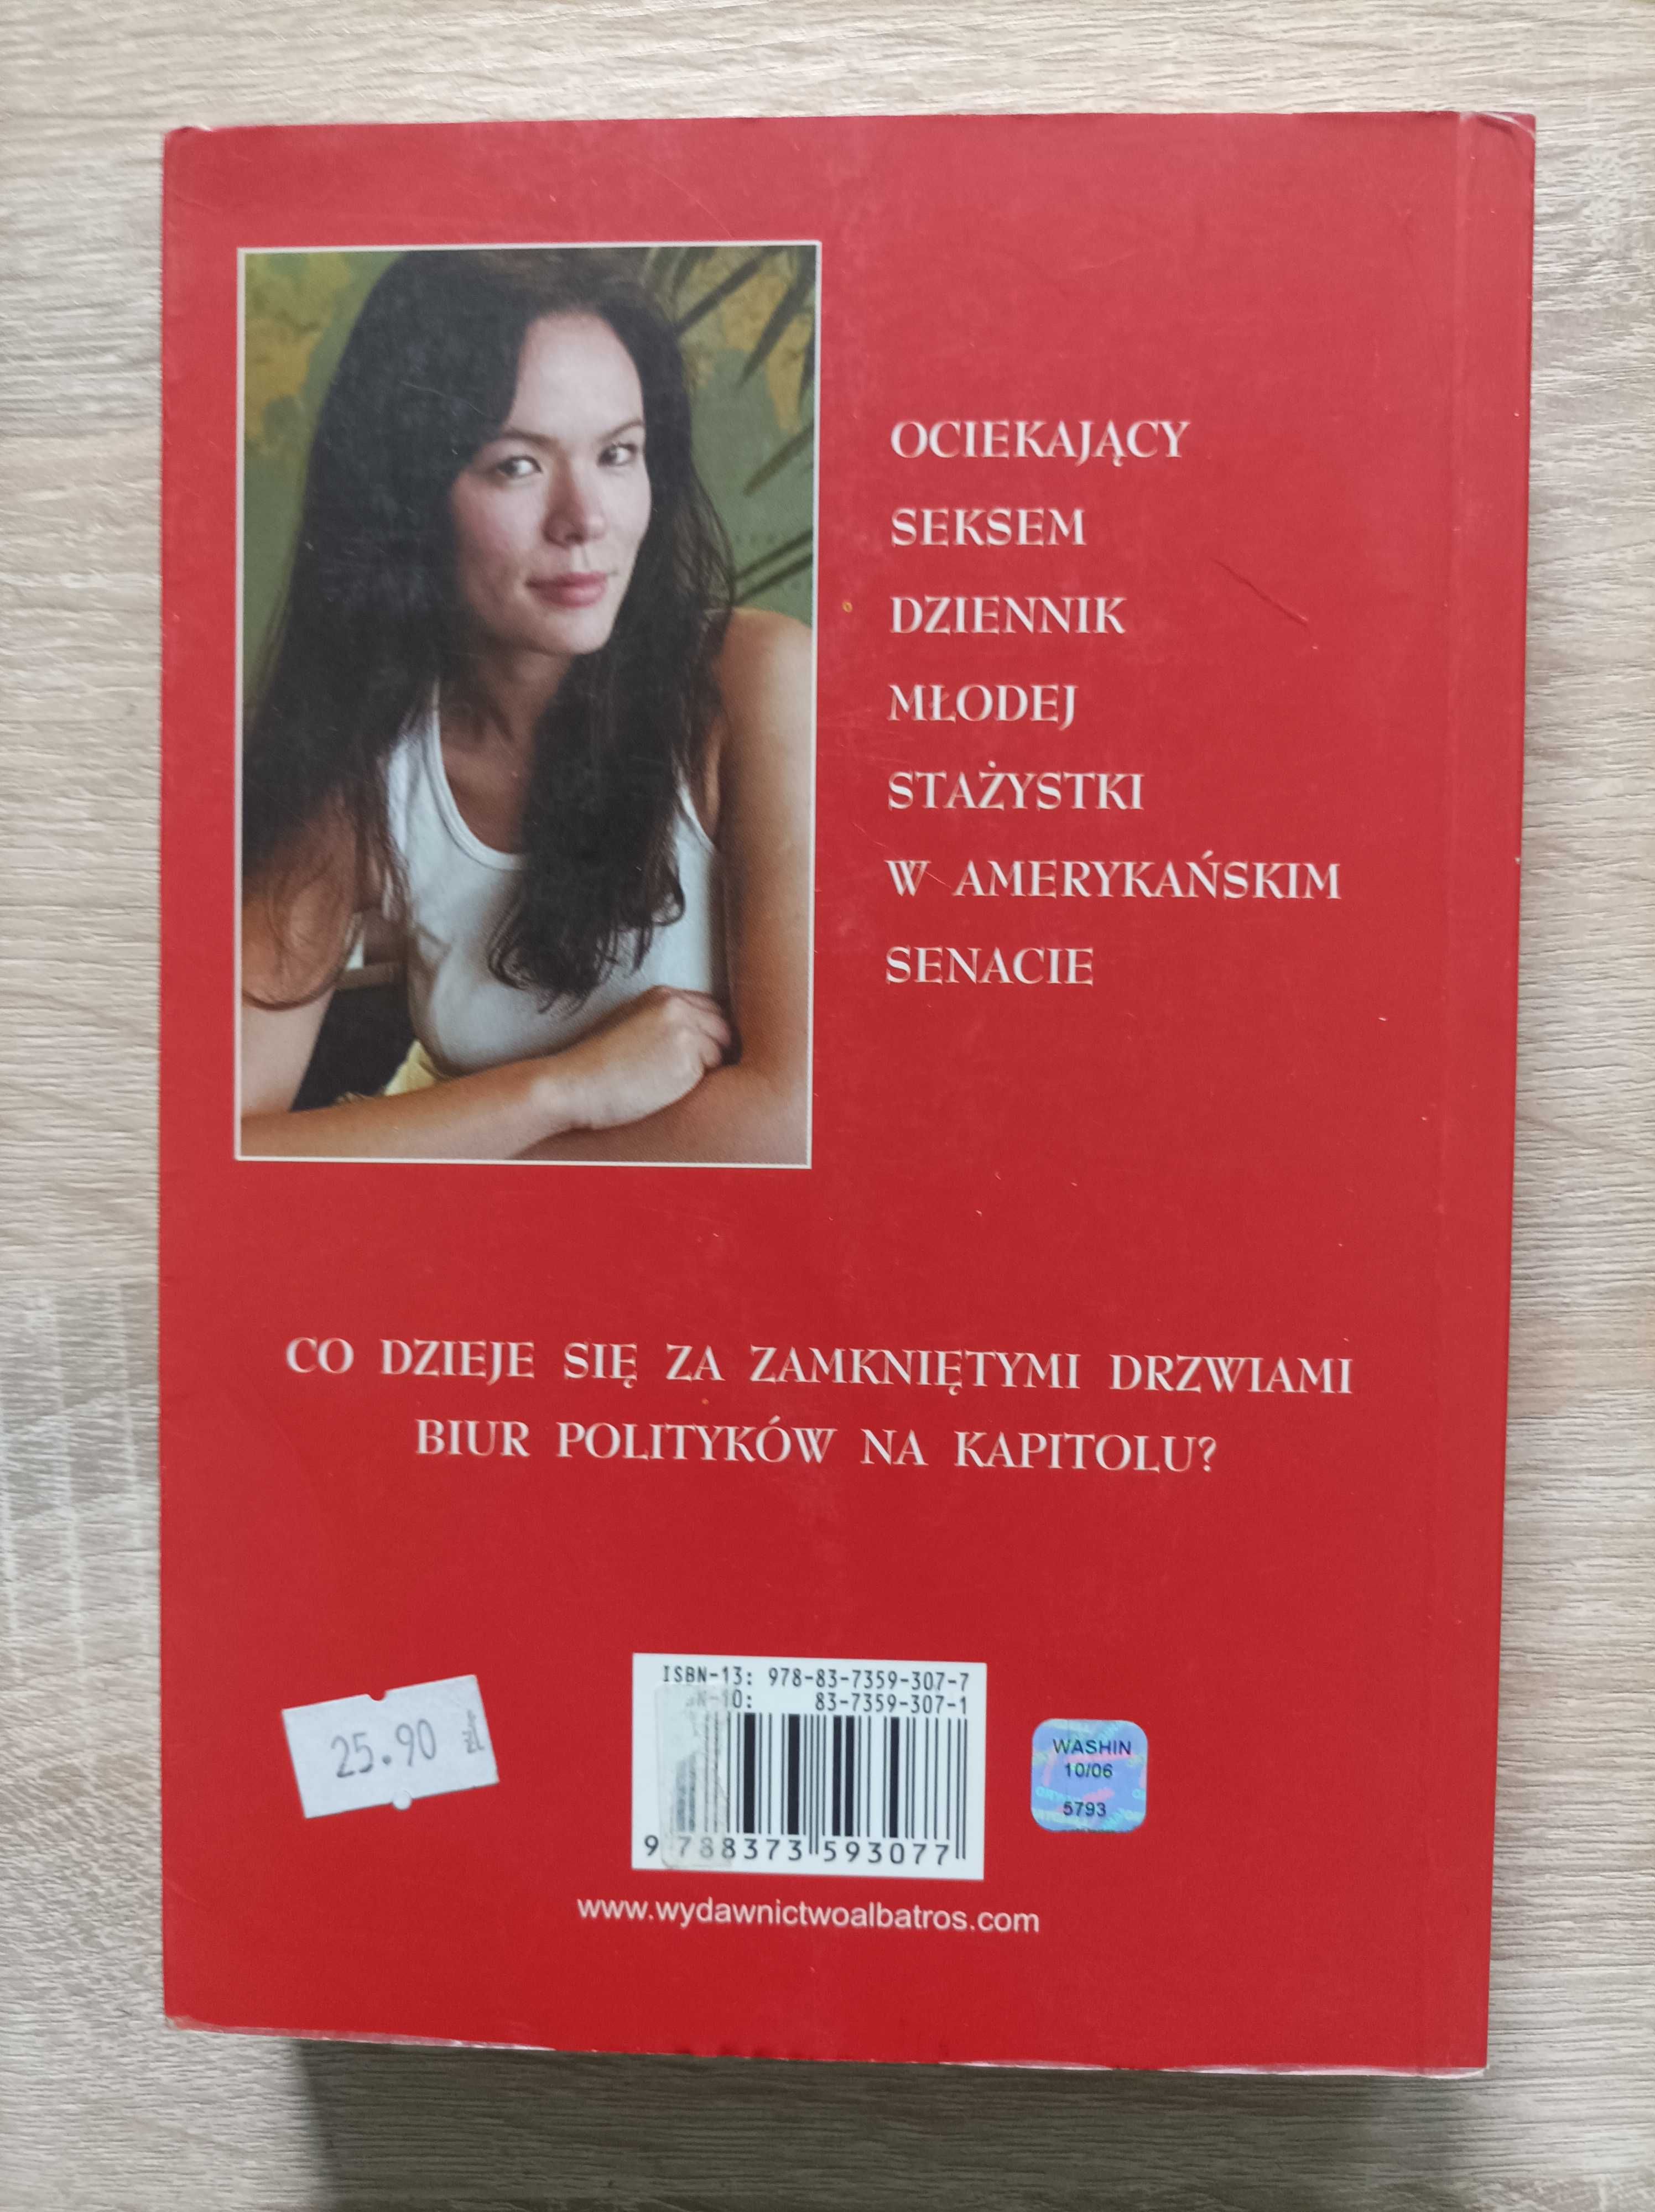 OCIEKAJĄCY
SEKSEM
DZIENNIK
MŁODEJ
STAŻYSTKI
W AMERYKAŃSKIM
SENACIE
CO DZIEJE SIĘ ZA ZAMKNIĘTYMI DRZWIAMI
BIUR POLITYKÓW NA KAPITOLU?
25.90 zł
ISBN-13: 978-83-7359-307-7
N-10: 83-7359-307-1
9 788373 593077
WASHIN
10/06
5793
www.wydawnictwoalbatros.com